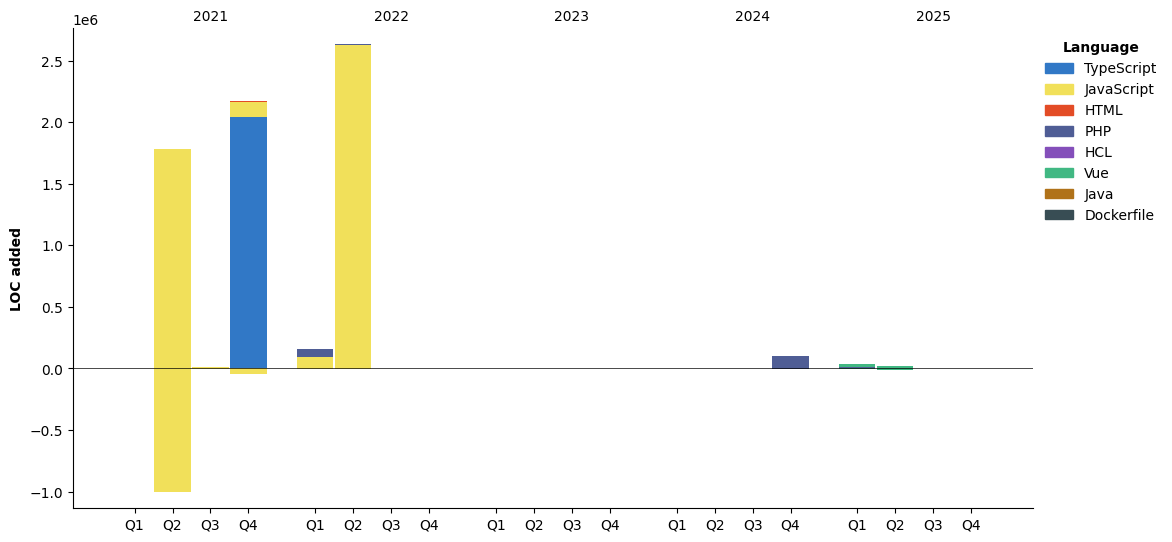 1e6
2021 2022 2023 2024 2025
2.5
2.0
1.5
1.0
0.5
0.0
−0.5
−1.0
LOC added
Q1 Q2 Q3 Q4 Q1 Q2 Q3 Q4 Q1 Q2 Q3 Q4 Q1 Q2 Q3 Q4 Q1 Q2 Q3 Q4
Language
TypeScript
JavaScript
HTML
PHP
HCL
Vue
Java
Dockerfile